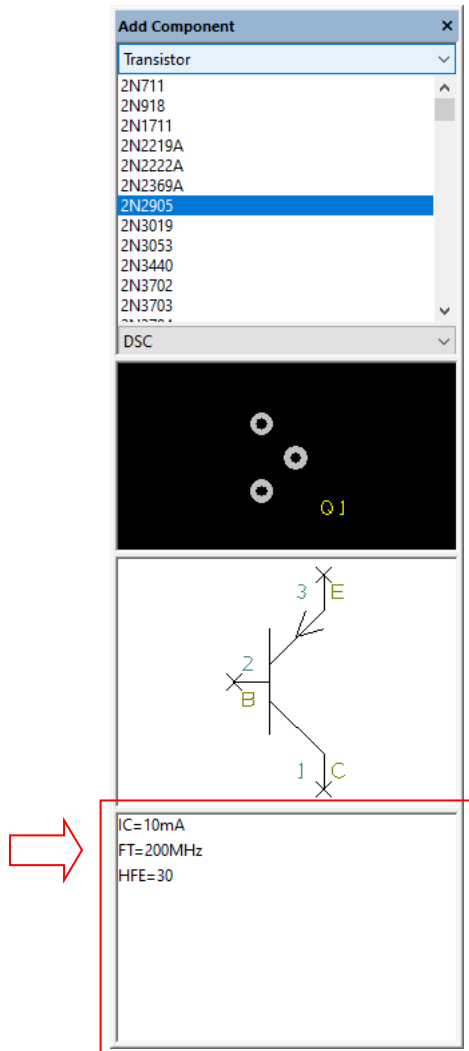 Add Component
Transistor
2N711
2N918
2N1711
2N2219A
2N2222A
2N2369A
2N2905
2N3019
2N3053
2N3440
2N3702
2N3703
DSC
Q1
3 E
2
B
1 C
IC=10mA
FT=200MHz
HFE=30